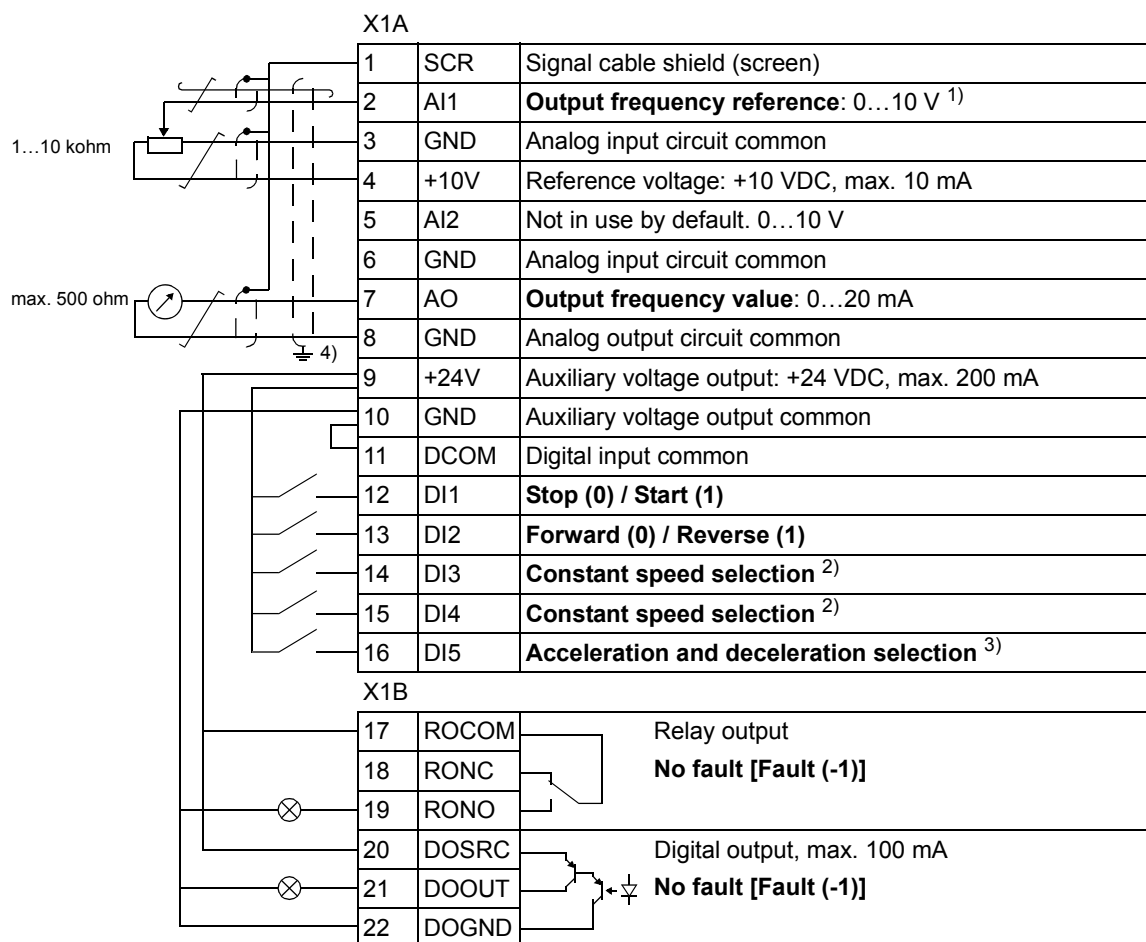 X1A
1 SCR Signal cable shield (screen)
2 AI1 Output frequency reference: 0…10 V 1)
1…10 kohm
3 GND Analog input circuit common
4 +10V Reference voltage: +10 VDC, max. 10 mA
5 AI2 Not in use by default. 0…10 V
6 GND Analog input circuit common
max. 500 ohm
7 AO Output frequency value: 0…20 mA
8 GND Analog output circuit common
4)
9 +24V Auxiliary voltage output: +24 VDC, max. 200 mA
10 GND Auxiliary voltage output common
11 DCOM Digital input common
12 DI1 Stop (0) / Start (1)
13 DI2 Forward (0) / Reverse (1)
14 DI3 Constant speed selection 2)
15 DI4 Constant speed selection 2)
16 DI5 Acceleration and deceleration selection 3)
X1B
17 ROCOM Relay output
18 RONC No fault [Fault (-1)]
19 RONO
20 DOSRC Digital output, max. 100 mA
21 DOOUT No fault [Fault (-1)]
22 DOGND